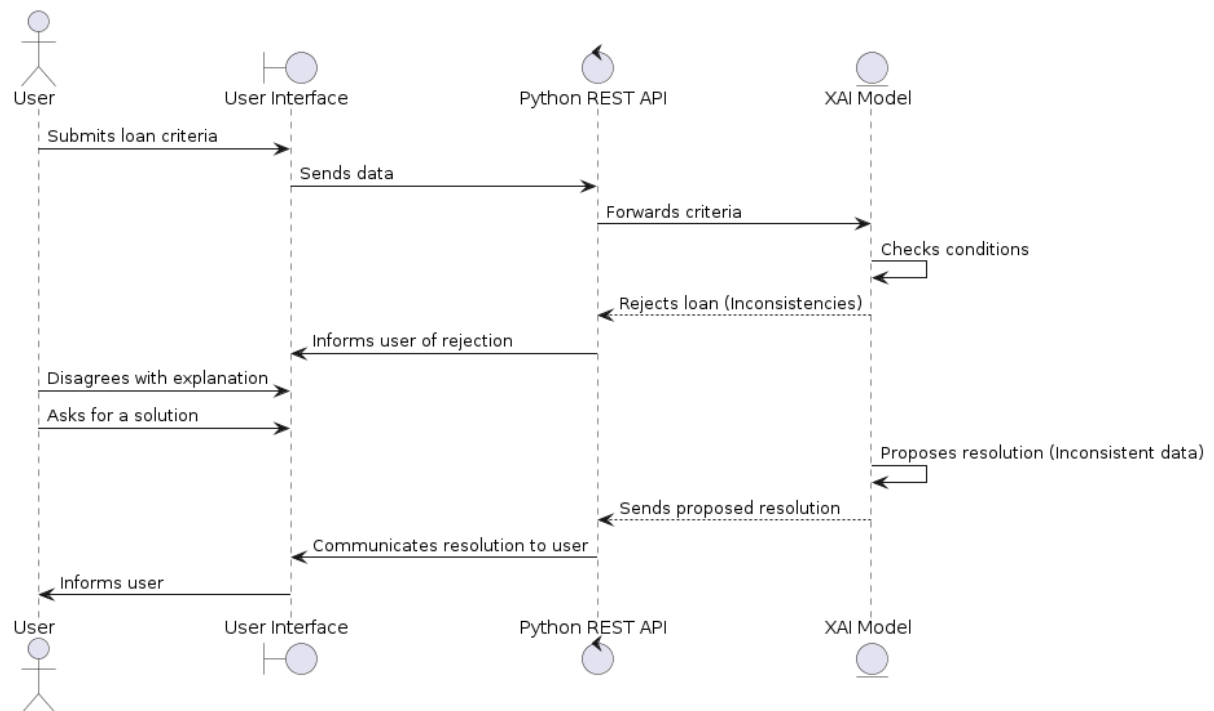 User
User Interface
Python REST API
XAI Model
Submits loan criteria
Sends data
Forwards criteria
Checks conditions
Rejects loan (Inconsistencies)
Informs user of rejection
Disagrees with explanation
Asks for a solution
Proposes resolution (Inconsistent data)
Sends proposed resolution
Communicates resolution to user
Informs user
User
User Interface
Python REST API
XAI Model